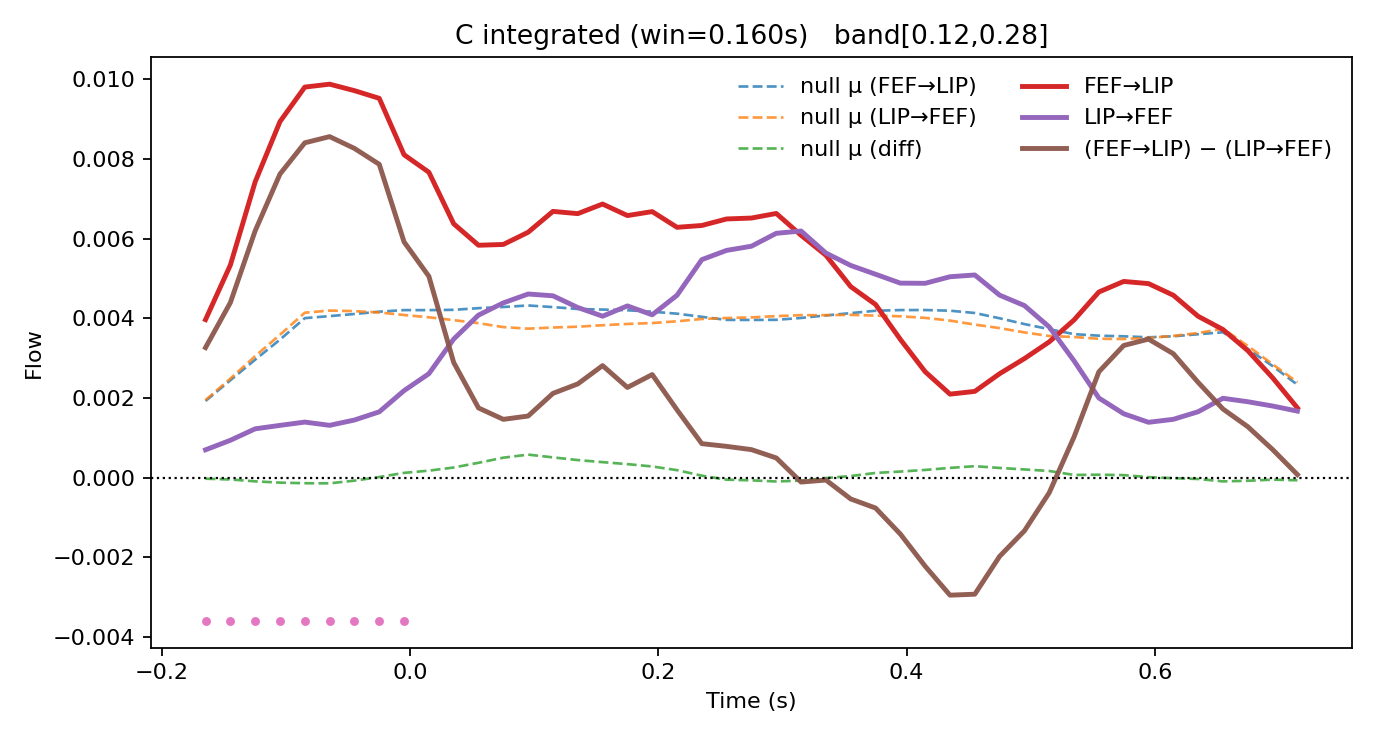 C integrated (win=0.160s)   band[0.12,0.28]
null μ (FEF→LIP)
null μ (LIP→FEF)
null μ (diff)
FEF→LIP
LIP→FEF
(FEF→LIP) − (LIP→FEF)
Flow
0.010
0.008
0.006
0.004
0.002
0.000
−0.002
−0.004
−0.2
0.0
0.2
0.4
0.6
Time (s)